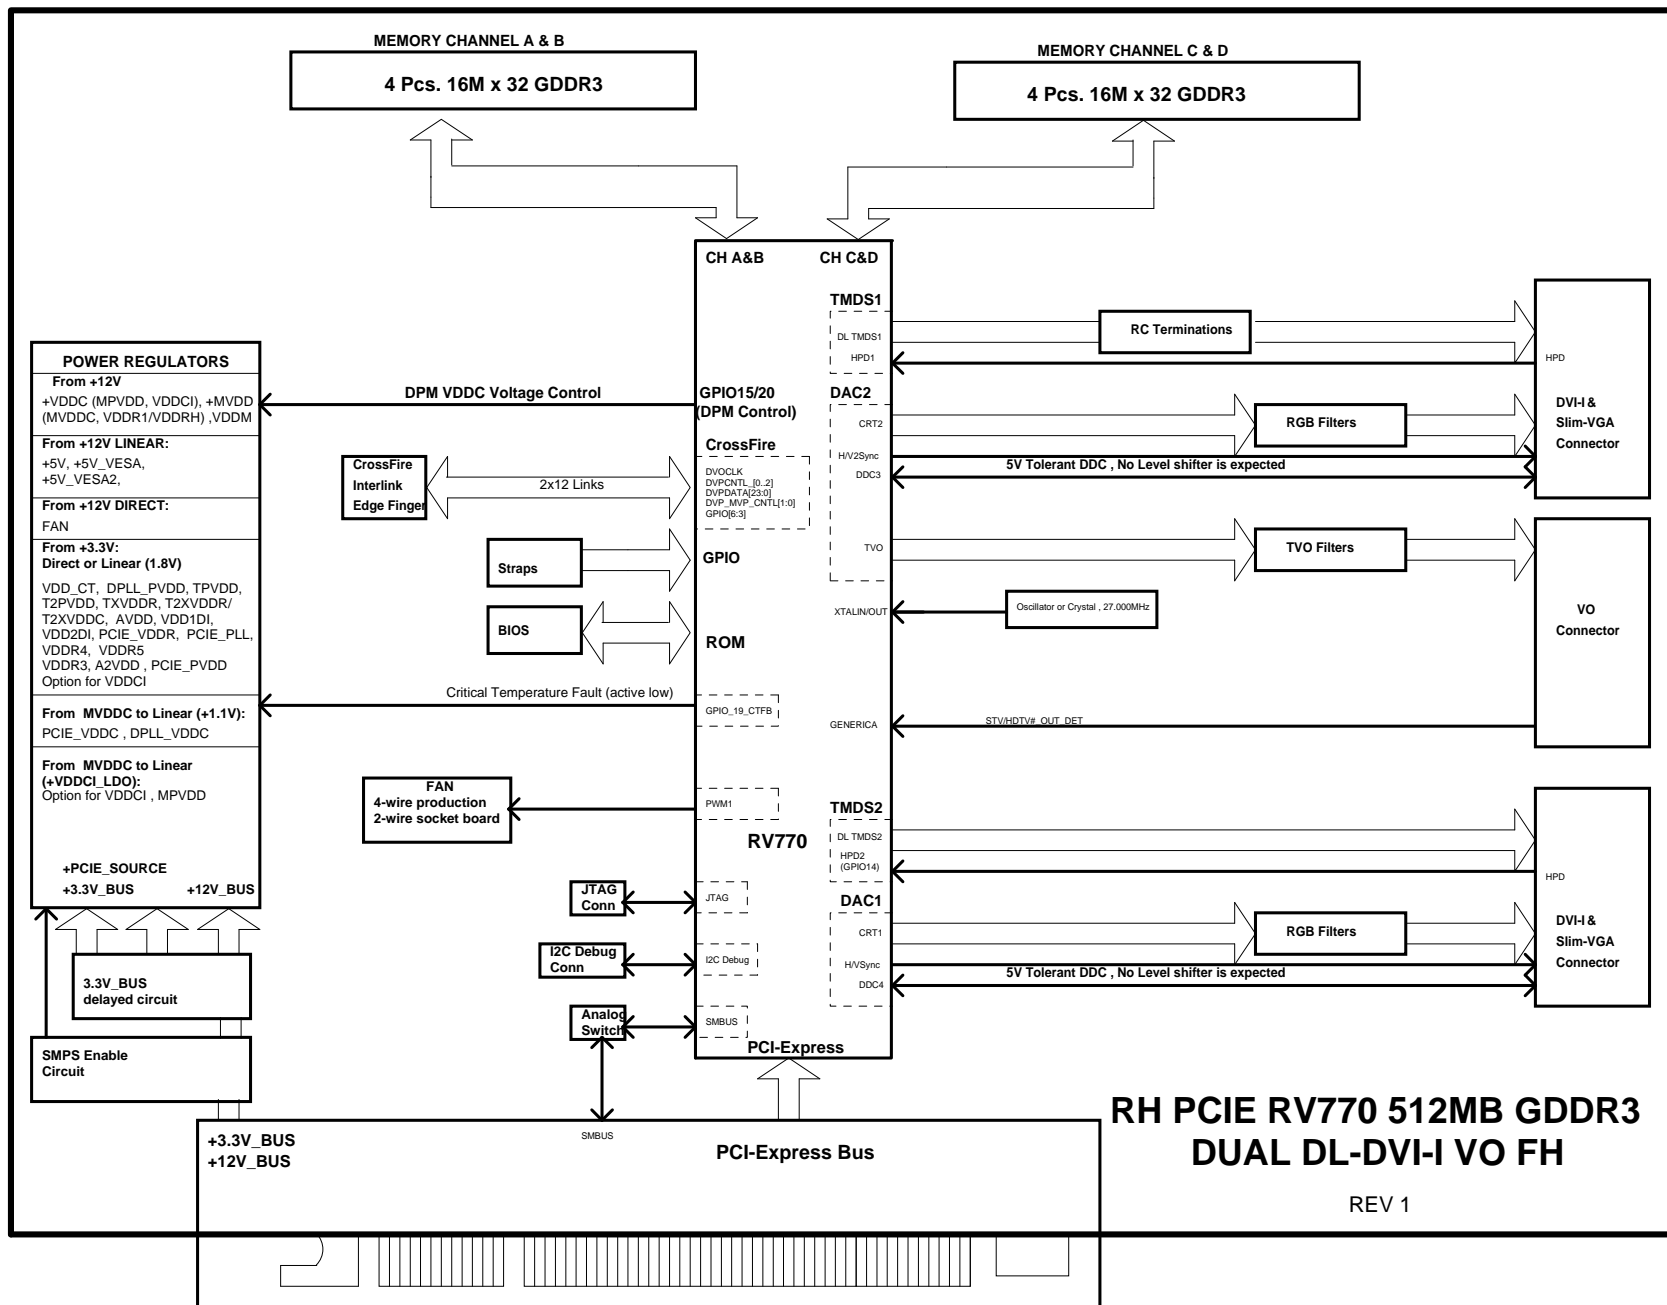 MEMORY CHANNEL A & B
4 Pcs. 16M x 32 GDDR3
MEMORY CHANNEL C & D
4 Pcs. 16M x 32 GDDR3
CH A&B
CH C&D
TMDS1
DL TMDS1
HPD1
RC Terminations
HPD
DVI-I &
Slim-VGA
Connector
POWER REGULATORS
From +12V
+VDDC (MPVDD, VDDCI), +MVDD
(MVDDC, VDDR1/VDDRH) ,VDDM
From +12V LINEAR:
+5V, +5V_VESA,
+5V_VESA2,
From +12V DIRECT:
FAN
From +3.3V:
Direct or Linear (1.8V)
VDD_CT, DPLL_PVDD, TPVDD,
T2PVDD, TXVDDR, T2XVDDR/
T2XVDDC, AVDD, VDD1DI,
VDD2DI, PCIE_VDDR, PCIE_PLL,
VDDR4, VDDR5
VDDR3, A2VDD , PCIE_PVDD
Option for VDDCI
From MVDDC to Linear (+1.1V):
PCIE_VDDC , DPLL_VDDC
From MVDDC to Linear
(+VDDCI_LDO):
Option for VDDCI , MPVDD
+PCIE_SOURCE
+3.3V_BUS
+12V_BUS
DPM VDDC Voltage Control
GPIO15/20
(DPM Control)
CrossFire
Interlink
Edge Finger
2x12 Links
CrossFire
DVOCLK
DVPCNTL_[0..2]
DVPDATA[23:0]
DVP_MVP_CNTL[1:0]
GPIO[6:3]
Straps
GPIO
BIOS
ROM
Critical Temperature Fault (active low)
GPIO_19_CTFB
FAN
4-wire production
2-wire socket board
PWM1
RV770
JTAG
Conn
JTAG
I2C Debug
Conn
I2C Debug
Analog
Switch
SMBUS
PCI-Express
DAC2
CRT2
RGB Filters
H/V2Sync
5V Tolerant DDC , No Level shifter is expected
DDC3
TVO
TVO Filters
XTALIN/OUT
Oscillator or Crystal , 27.000MHz
VO
Connector
GENERICA
STV/HDTV#_OUT_DET
TMDS2
DL TMDS2
HPD2
(GPIO14)
HPD
DAC1
CRT1
RGB Filters
H/VSync
5V Tolerant DDC , No Level shifter is expected
DDC4
DVI-I &
Slim-VGA
Connector
3.3V_BUS
delayed circuit
SMPS Enable
Circuit
+3.3V_BUS
+12V_BUS
SMBUS
PCI-Express Bus
RH PCIE RV770 512MB GDDR3
DUAL DL-DVI-I VO FH
REV 1